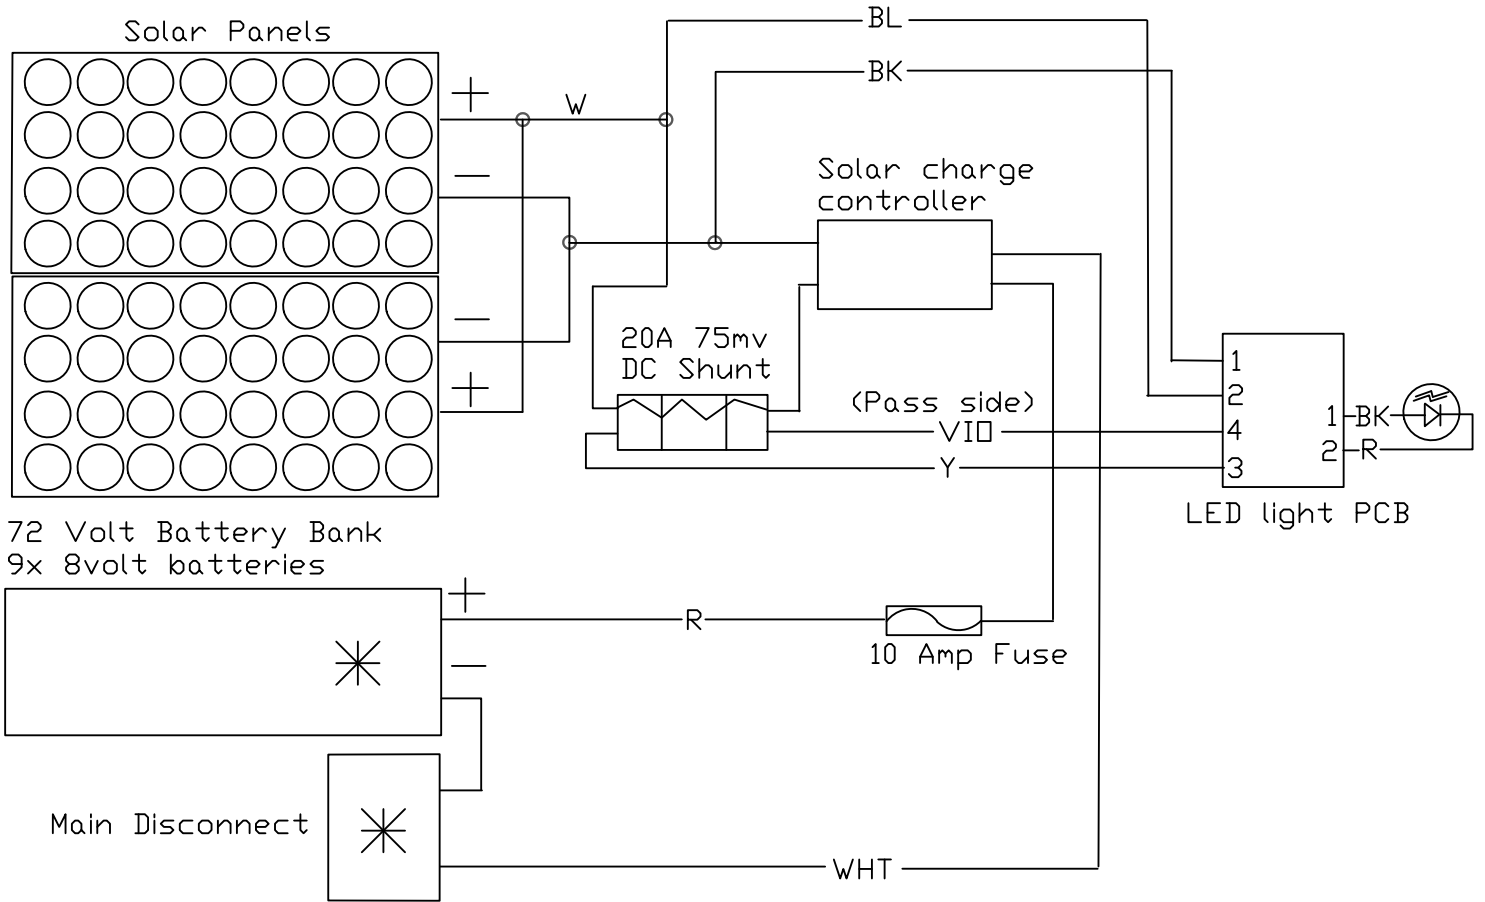 Solar Panels
BL
BK
+
W
−
Solar charge
controller
−
20A 75mv
DC Shunt
+
1
2
(Pass side)
VIO
4
Y
3
1
BK
2
R
LED light PCB
72 Volt Battery Bank
9x 8volt batteries
+
R
−
10 Amp Fuse
Main Disconnect
WHT